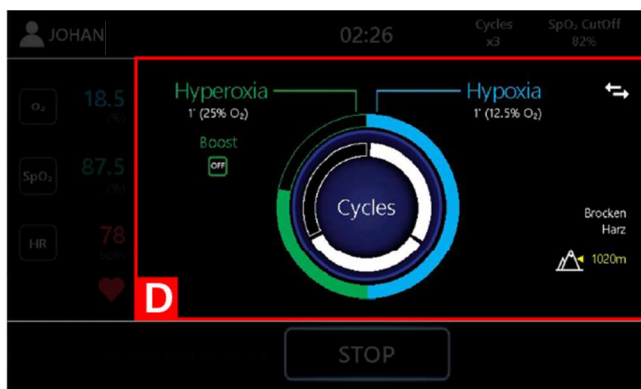 JOHAN
02:26
Cycles
x3
SpO₂ CutOff
82%
O₂
18.5
(%)
SpO₂
87.5
(%)
HR
78
bpm
Hyperoxia
1' (25% O₂)
Boost
OFF
Hypoxia
1' (12.5% O₂)
Cycles
Brocken
Harz
1020m
D
STOP